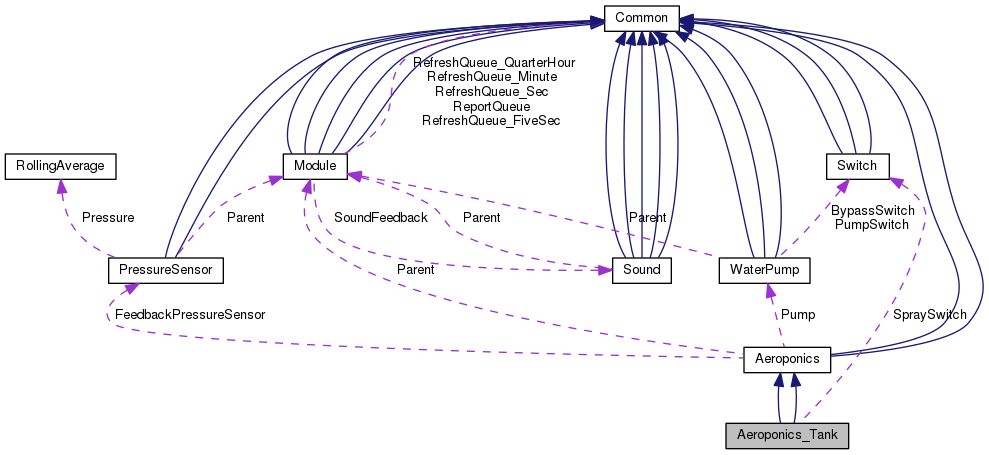 Common
RefreshQueue_QuarterHour
RefreshQueue_Minute
RefreshQueue_Sec
ReportQueue
RefreshQueue_FiveSec
RollingAverage
Module
Switch
Pressure
Parent
SoundFeedback
Parent
Parent
BypassSwitch
PumpSwitch
PressureSensor
Parent
Sound
WaterPump
FeedbackPressureSensor
Pump
SpraySwitch
Aeroponics
Aeroponics_Tank